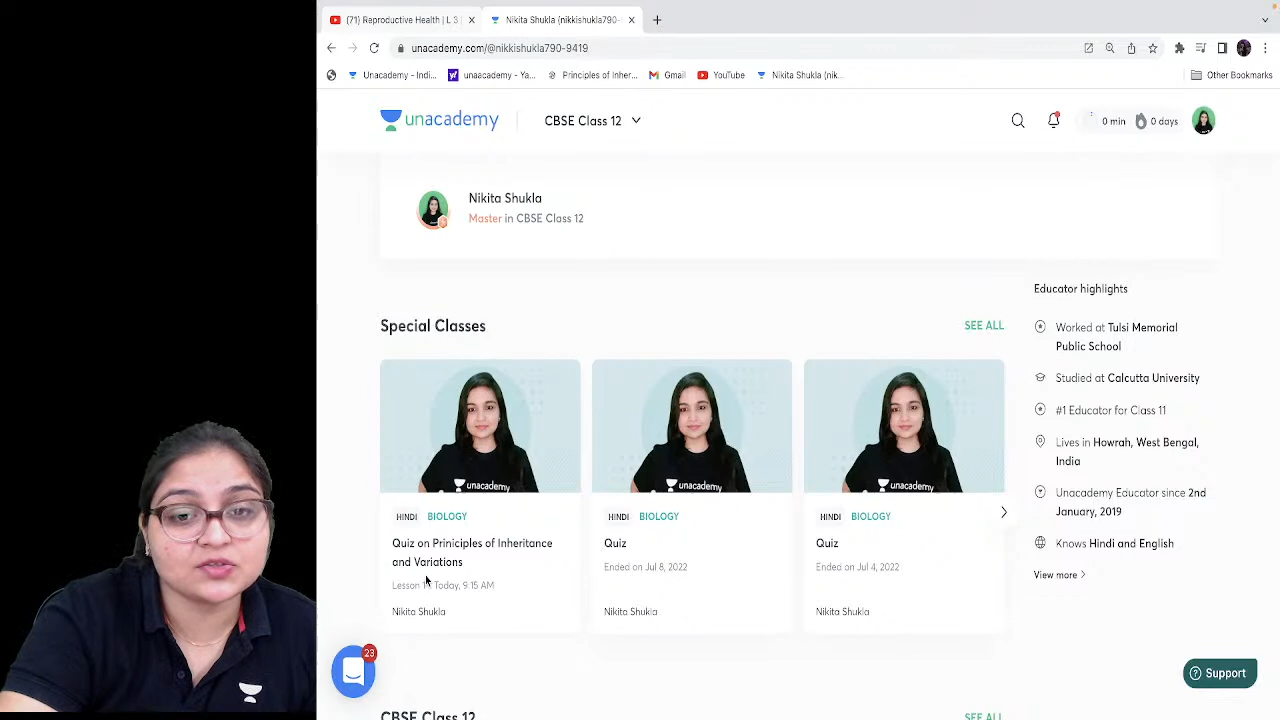 (71) Reproductive Health | L 3
Nikita Shukla (nikkishukla790-
unacademy.com/@nikkishukla790-9419
Unacademy - Indi...
unaacademy - Ya...
Principles of Inher...
Gmail
YouTube
Nikita Shukla (nik...
Other Bookmarks
unacademy
CBSE Class 12
0 min
0 days
Nikita Shukla
Master in CBSE Class 12
Special Classes
SEE ALL
unacademy
unacademy
unacademy
HINDI BIOLOGY
Quiz on Priniciples of Inheritance
and Variations
Today, 9:15 AM
Nikita Shukla
HINDI BIOLOGY
Quiz
Ended on Jul 8, 2022
Nikita Shukla
HINDI BIOLOGY
Quiz
Ended on Jul 4, 2022
Nikita Shukla
Educator highlights
Worked at Tulsi Memorial
Public School
Studied at Calcutta University
#1 Educator for Class 11
Lives in Howrah, West Bengal,
India
Unacademy Educator since 2nd
January, 2019
Knows Hindi and English
View more
23
Support
CBSE Class 12
SEE ALL